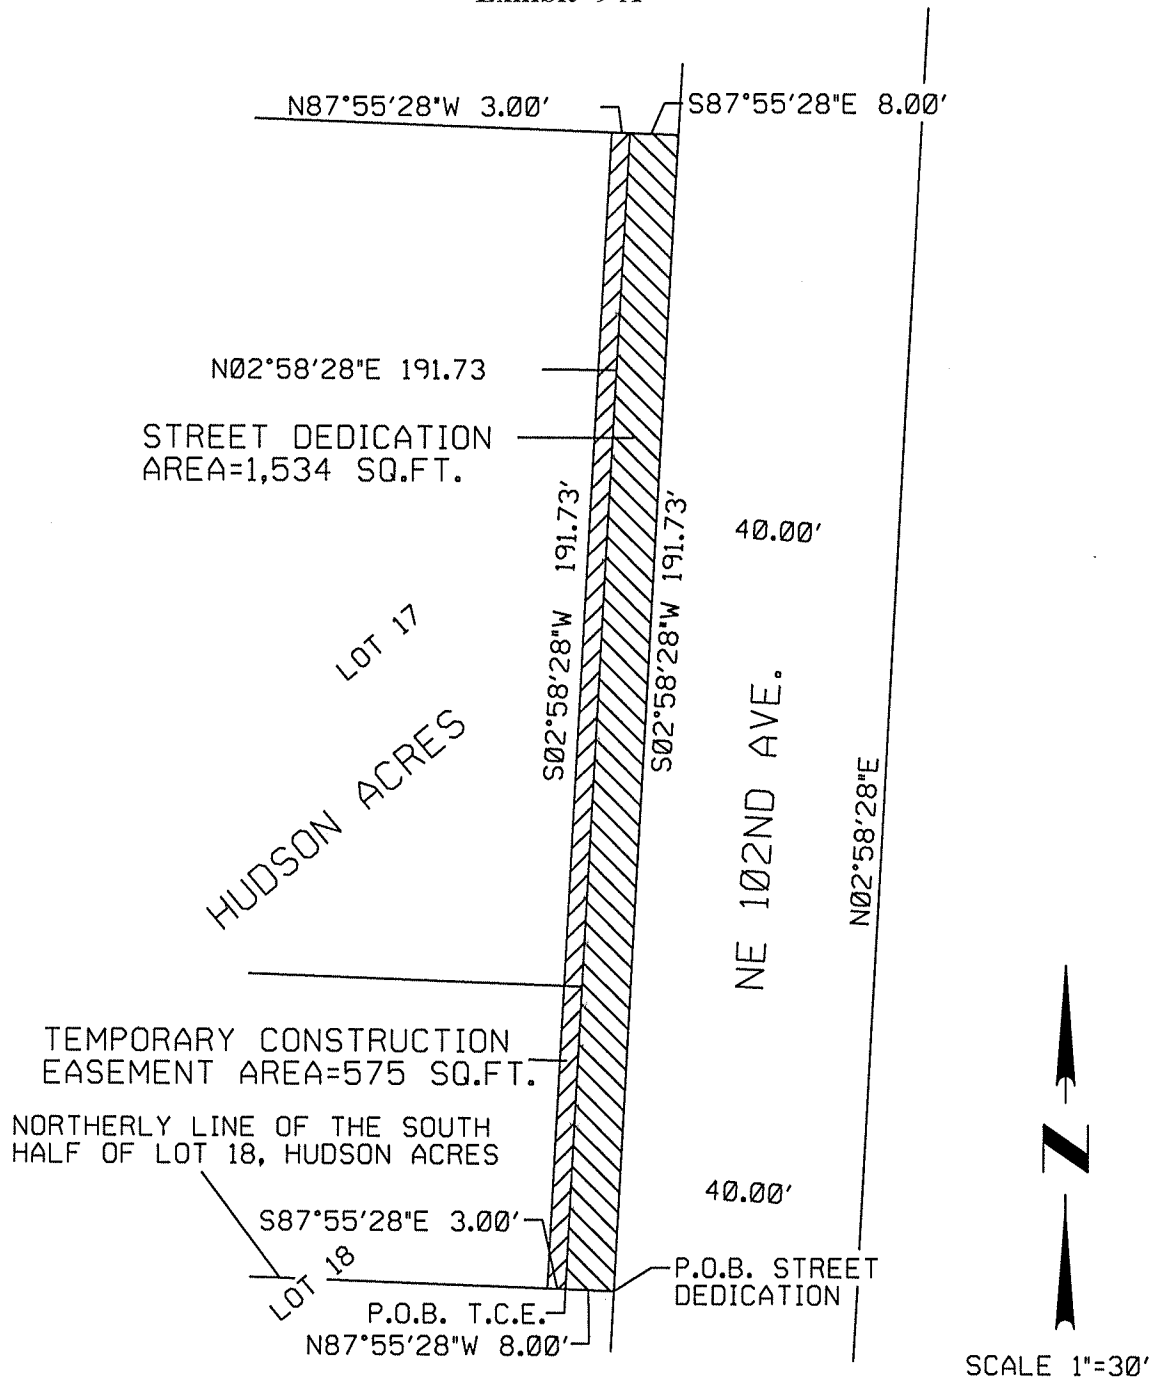 N87°55'28"W 3.00'
S87°55'28"E 8.00'
N02°58'28"E 191.73
STREET DEDICATION
AREA=1,534 SQ.FT.
S02°58'28"W 191.73'
S02°58'28"W 191.73'
40.00'
LOT 17
HUDSON ACRES
NE 102ND AVE.
N02°58'28"E
TEMPORARY CONSTRUCTION
EASEMENT AREA=575 SQ.FT.
NORTHERLY LINE OF THE SOUTH
HALF OF LOT 18, HUDSON ACRES
40.00'
S87°55'28"E 3.00'
LOT 18
P.O.B. STREET
DEDICATION
P.O.B. T.C.E.
N87°55'28"W 8.00'
N
SCALE 1"=30'